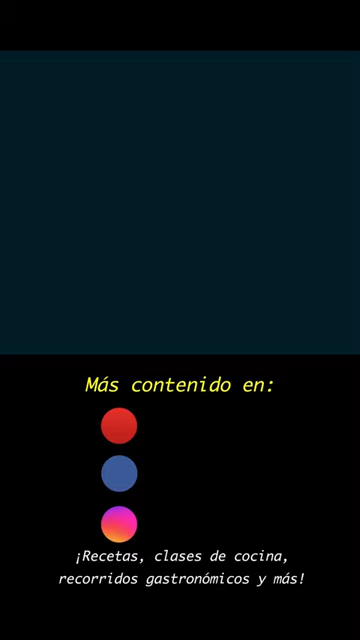 Más contenido en:
¡Recetas, clases de cocina,
recorridos gastronómicos y más!